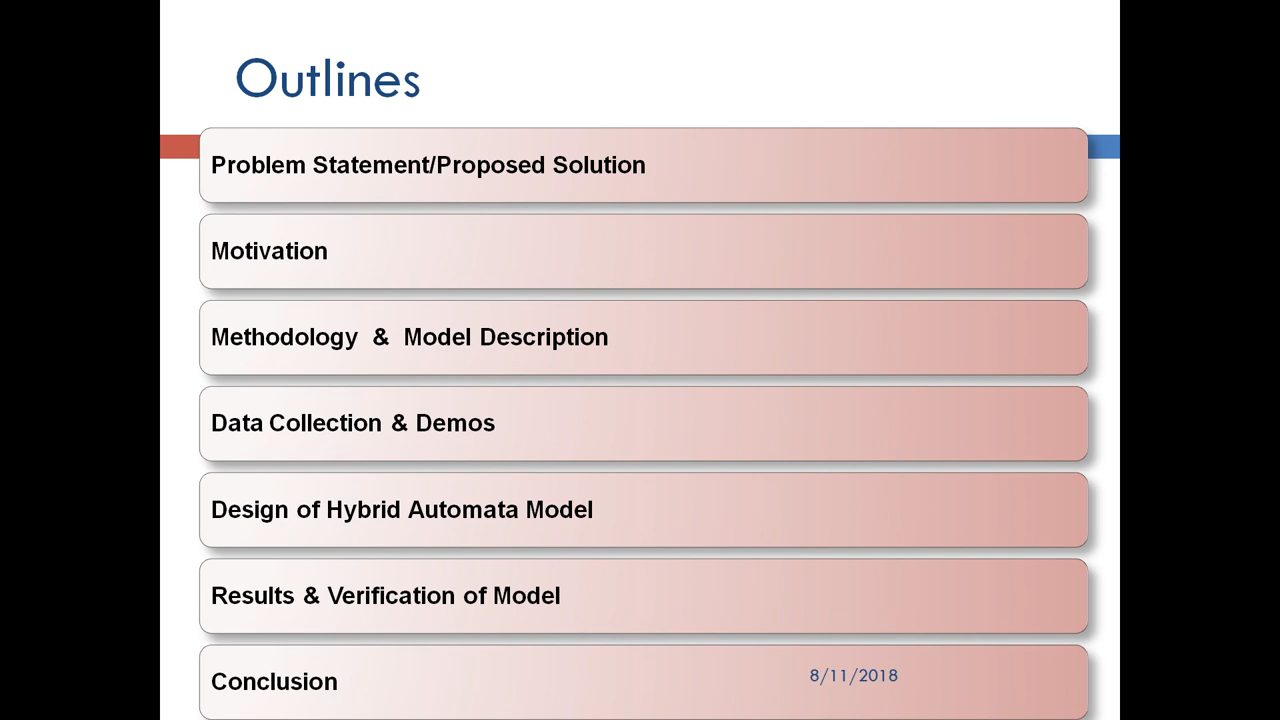 Outlines
Problem Statement/Proposed Solution
Motivation
Methodology & Model Description
Data Collection & Demos
Design of Hybrid Automata Model
Results & Verification of Model
Conclusion
8/11/2018